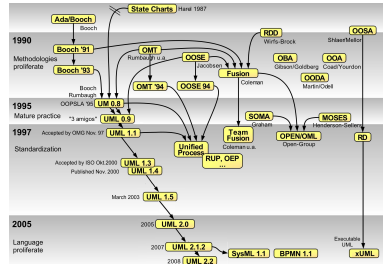 State Charts Harel 1987
Ada/Booch
Booch
RDD
Wirfs-Brock
OOSA
Shlaer/Mellor
1990
Methodologies
proliferate
Booch '91
OMT
Rumbaugh u.a.
OOSE
Jacobsen
OBA
Gibson/Goldberg
OOA
Coad/Yourdon
Booch '93
Fusion
Coleman
OODA
Martin/Odell
Booch
Rumbaugh
OMT '94
OOSE 94
1995
Mature practice
OOPSLA '95
UM 0.8
"3 amigos"
UML 0.9
SOMA
Graham
MOSES
Henderson-Sellers
1997
Standardization
Accepted by OMG Nov. 97
UML 1.1
Unified
Process
Team
Fusion
Coleman u.a.
OPEN/OML
Open-Group
RD
RUP, OEP
...
Accepted by ISO Okt.2000
UML 1.3
Published Nov. 2000
UML 1.4
March 2003
UML 1.5
2005
Language
proliferate
2005
UML 2.0
Executable
UML
2007
UML 2.1.2
SysML 1.1
BPMN 1.1
xUML
2008
UML 2.2